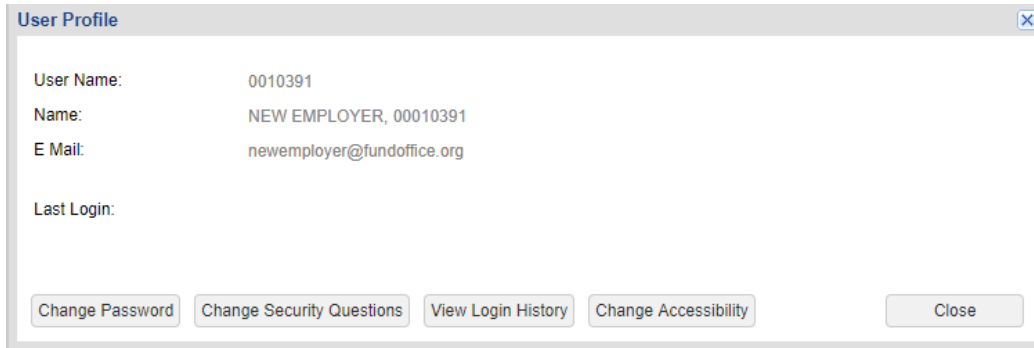 User Profile
User Name: 0010391
Name: NEW EMPLOYER, 00010391
E Mail: newemployer@fundoffice.org
Last Login:
Change Password Change Security Questions View Login History Change Accessibility Close